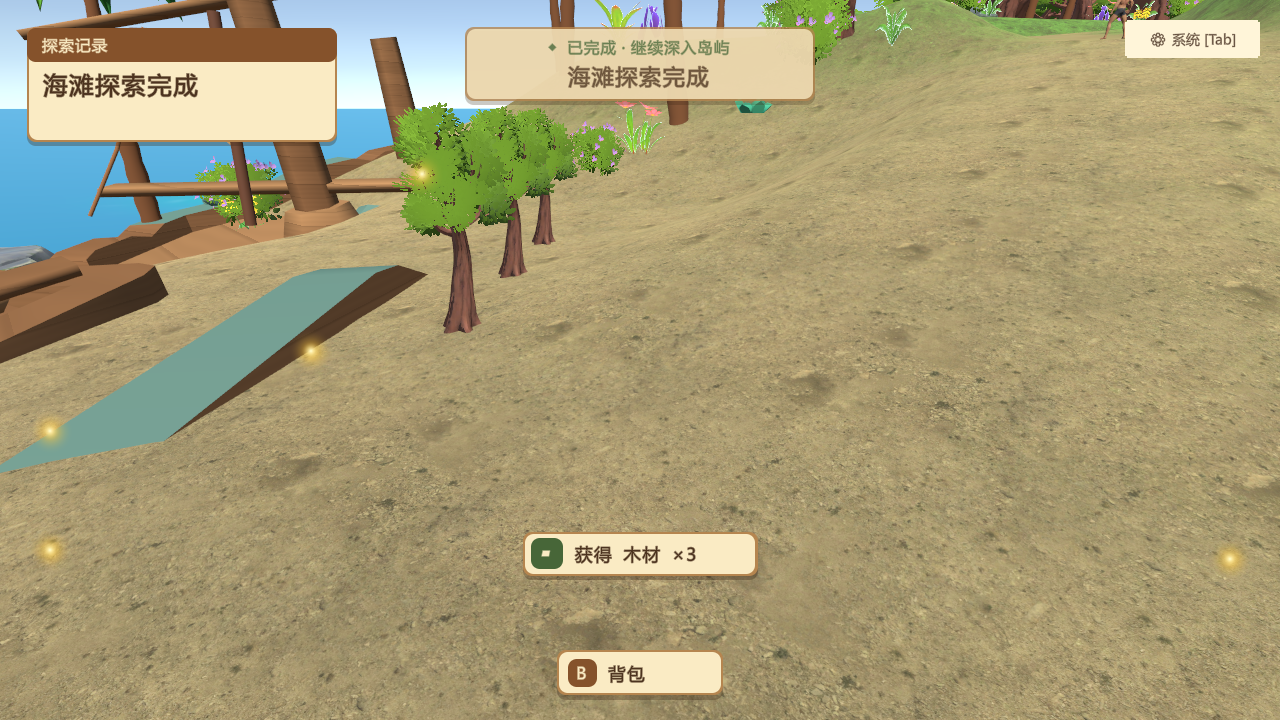 探索记录
海滩探索完成
已完成 · 继续深入岛屿
海滩探索完成
系统 [Tab]
获得 木材 ×3
B 背包